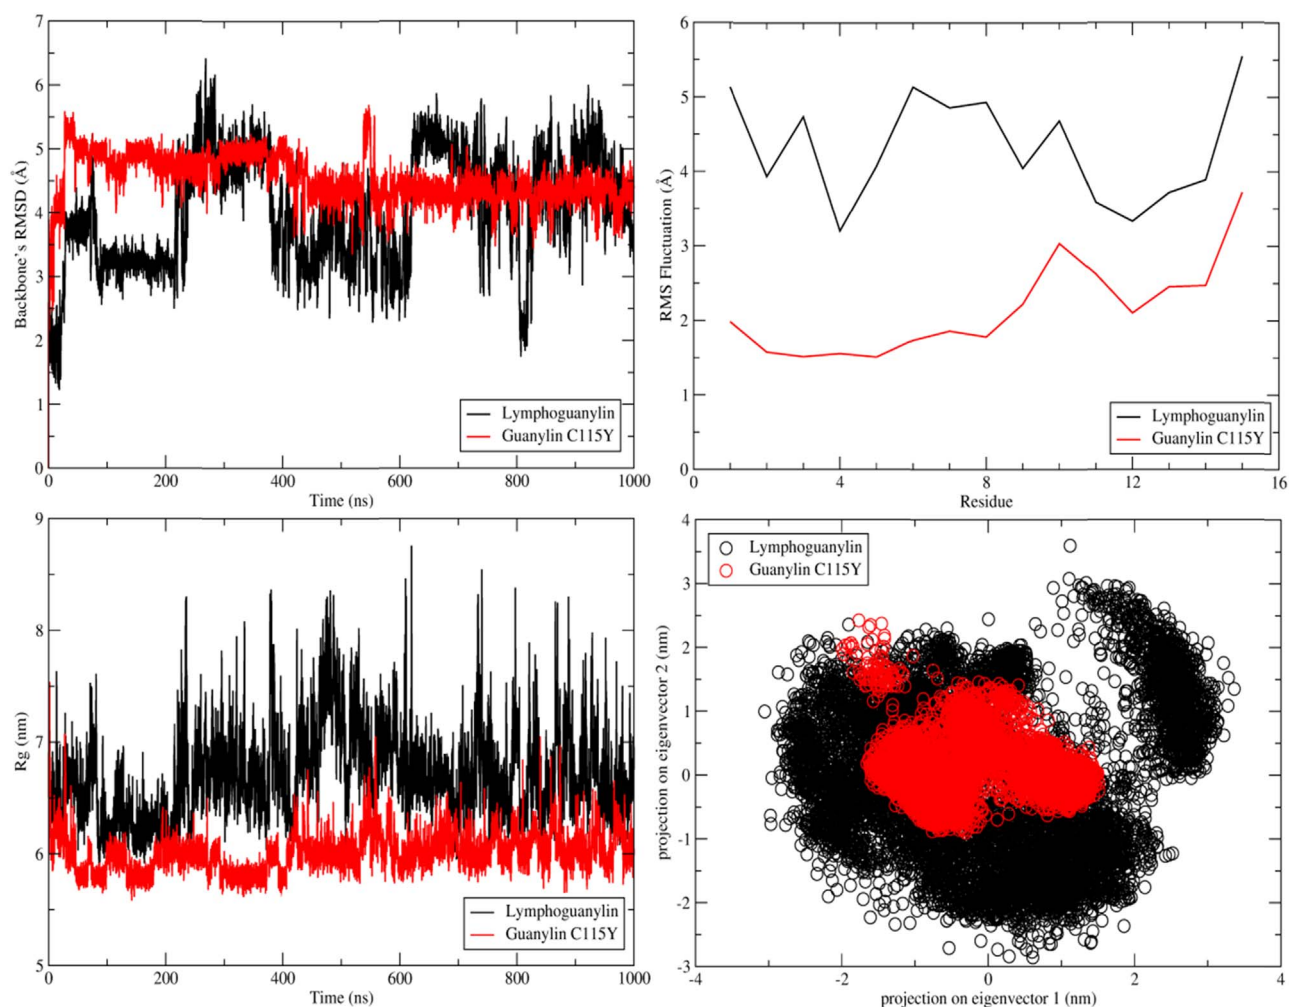 7
6
5
4
3
2
1
0
Backbone's RMSD (Å)
0 200 400 600 800 1000
Time (ns)
Lymphoguanylin
Guanylin C115Y
6
5
4
3
2
1
0
RMS Fluctuation (Å)
0 4 8 12 16
Residue
Lymphoguanylin
Guanylin C115Y
9
8
7
6
5
Rg (nm)
0 200 400 600 800 1000
Time (ns)
Lymphoguanylin
Guanylin C115Y
4
3
2
1
0
-1
-2
-3
projection on eigenvector 2 (nm)
-4 -2 0 2 4
projection on eigenvector 1 (nm)
Lymphoguanylin
Guanylin C115Y